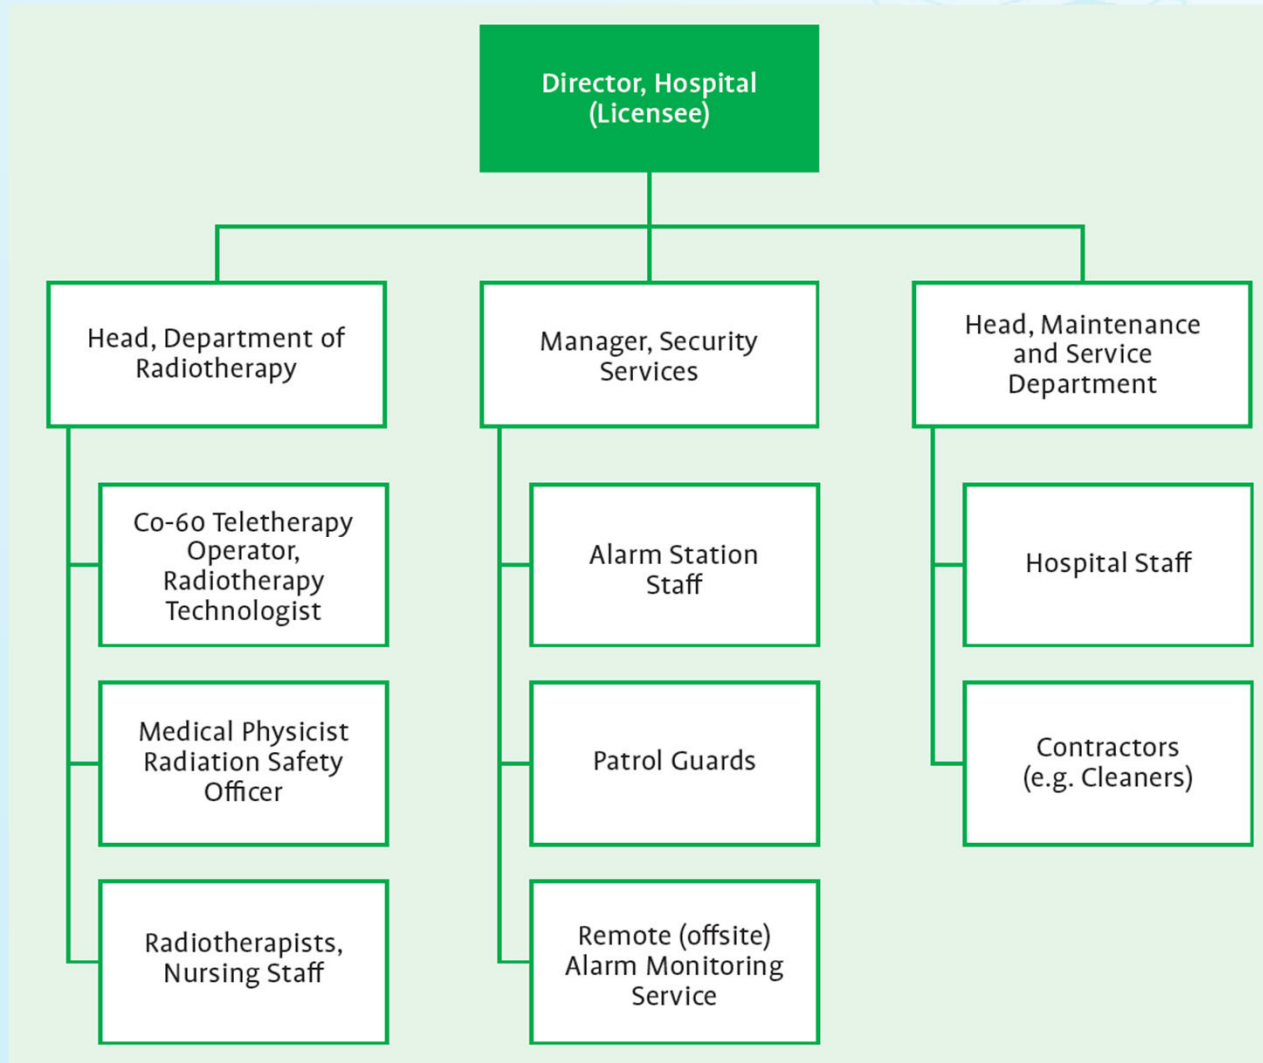 Director, Hospital
(Licensee)
Head, Department of
Radiotherapy
Manager, Security
Services
Head, Maintenance
and Service
Department
Co-60 Teletherapy
Operator,
Radiotherapy
Technologist
Medical Physicist
Radiation Safety
Officer
Radiotherapists,
Nursing Staff
Alarm Station
Staff
Patrol Guards
Remote (offsite)
Alarm Monitoring
Service
Hospital Staff
Contractors
(e.g. Cleaners)